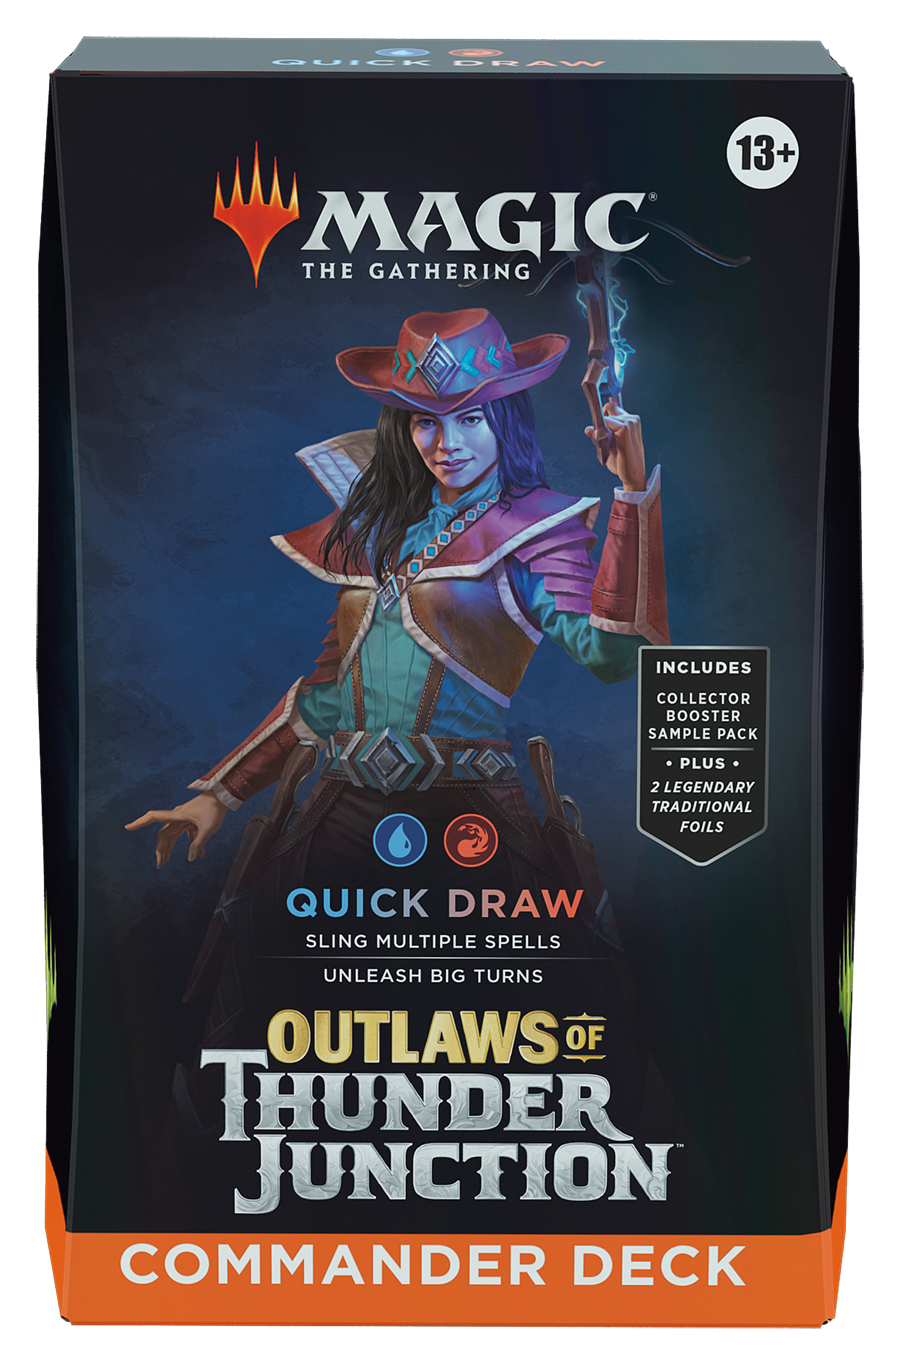 QUICK DRAW
13+
MAGIC®
THE GATHERING
INCLUDES
COLLECTOR
BOOSTER
SAMPLE PACK
• PLUS •
2 LEGENDARY
TRADITIONAL
FOILS
QUICK DRAW
SLING MULTIPLE SPELLS
UNLEASH BIG TURNS
OUTLAWS OF
THUNDER
JUNCTION™
COMMANDER DECK